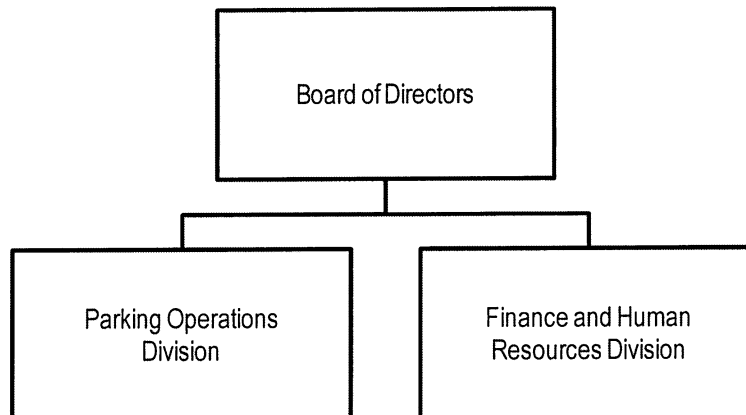 Board of Directors
Parking Operations
Division
Finance and Human
Resources Division